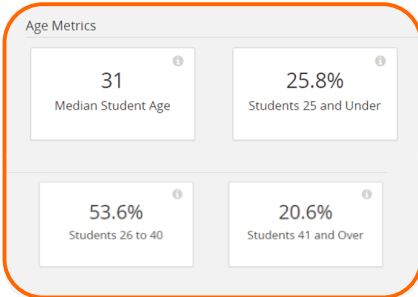 Age Metrics
31
Median Student Age
25.8%
Students 25 and Under
53.6%
Students 26 to 40
20.6%
Students 41 and Over